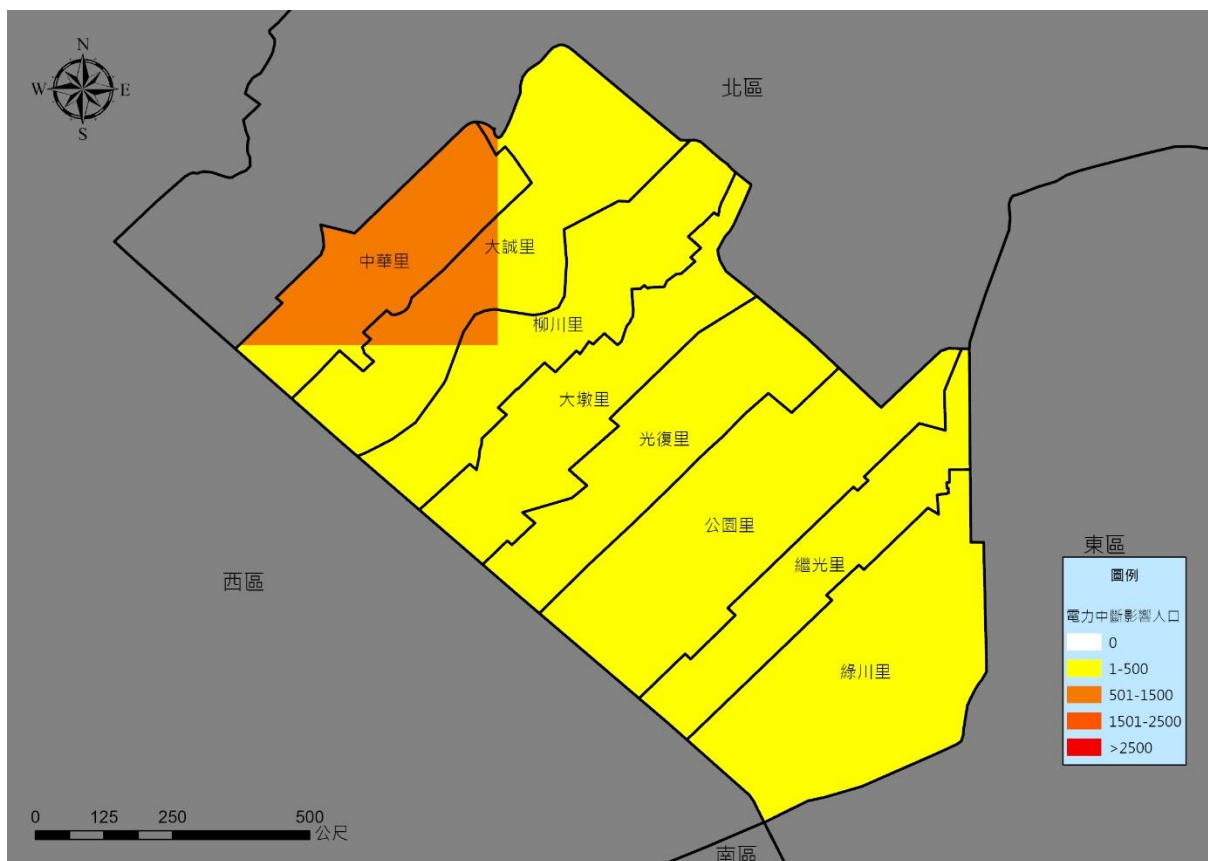 N
W E
S
北區
中華里
大誠里
柳川里
大墩里
光復里
公園里
繼光里
綠川里
西區
東區
南區
圖例
電力中斷影響人口
0
1-500
501-1500
1501-2500
>2500
0 125 250 500
公尺